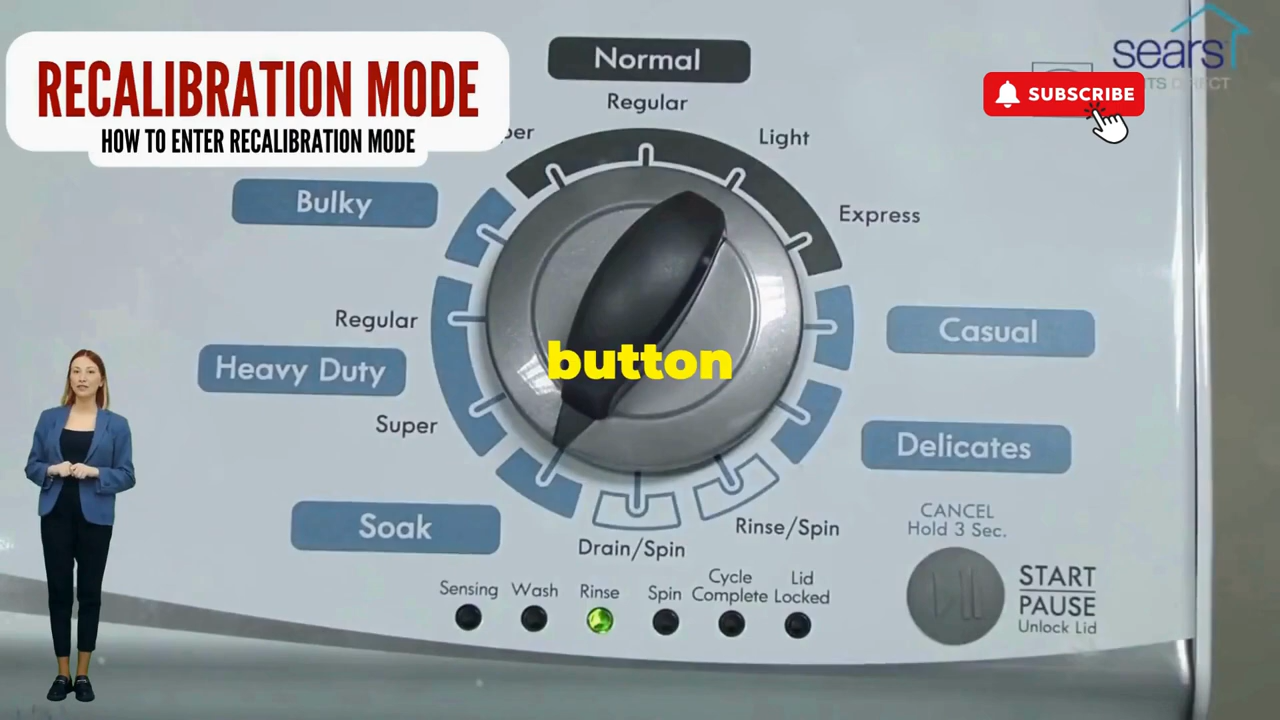 RECALIBRATION MODE
HOW TO ENTER RECALIBRATION MODE
sears
DIRECT
SUBSCRIBE
Normal
Regular
Light
Express
Bulky
Regular
Heavy Duty
Super
Casual
Delicates
button
Soak
Drain/Spin
Rinse/Spin
CANCEL
Hold 3 Sec.
START
PAUSE
Unlock Lid
Sensing
Wash
Rinse
Spin
Cycle
Complete
Lid
Locked